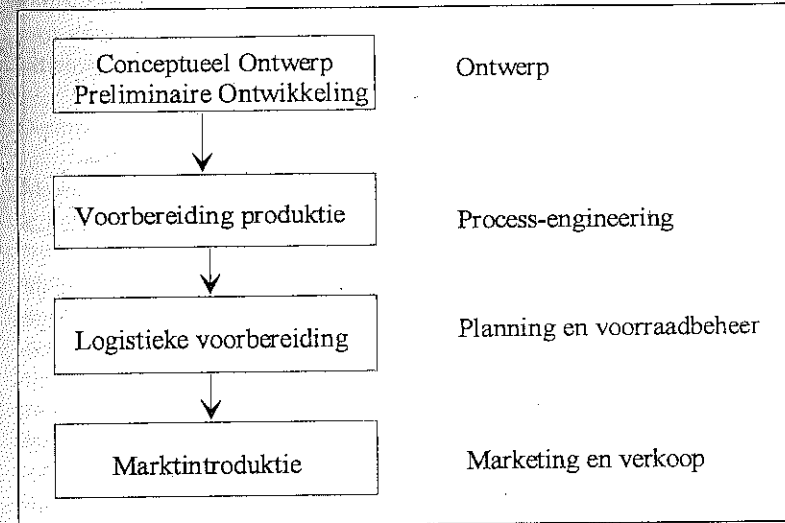 Conceptueel Ontwerp
Preliminaire Ontwikkeling
Ontwerp
Voorbereiding produktie
Process-engineering
Logistieke voorbereiding
Planning en voorraadbeheer
Marktintroduktie
Marketing en verkoop